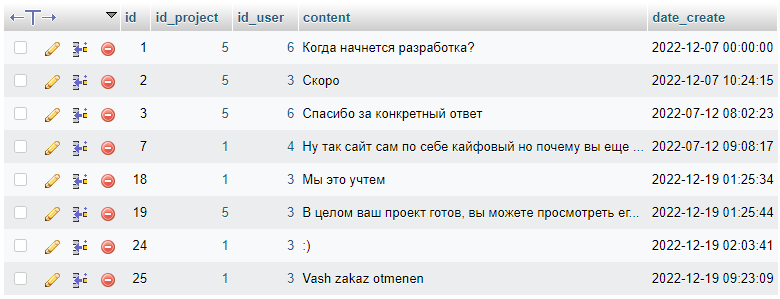 id id_project id_user content date_create
1 5 6 Когда начнется разработка? 2022-12-07 00:00:00
2 5 3 Скоро 2022-12-07 10:24:15
3 5 6 Спасибо за конкретный ответ 2022-07-12 08:02:23
7 1 4 Ну так сайт сам по себе кайфовый но почему вы еще ... 2022-07-12 09:08:17
18 1 3 Мы это учтем 2022-12-19 01:25:34
19 5 3 В целом ваш проект готов, вы можете просмотреть ег... 2022-12-19 01:25:44
24 1 3 :) 2022-12-19 02:03:41
25 1 3 Vash zakaz otmenen 2022-12-19 09:23:09